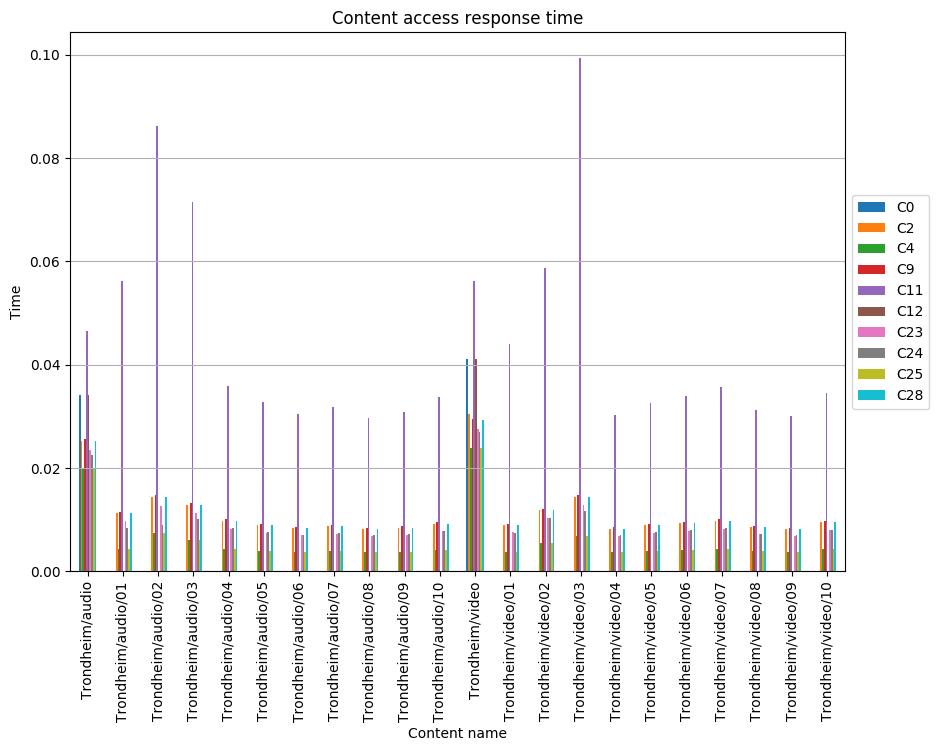 Content access response time
0.10
0.08
0.06
0.04
0.02
0.00
Time
C0
C2
C4
C9
C11
C12
C23
C24
C25
C28
Trondheim/audio
Trondheim/audio/01
Trondheim/audio/02
Trondheim/audio/03
Trondheim/audio/04
Trondheim/audio/05
Trondheim/audio/06
Trondheim/audio/07
Trondheim/audio/08
Trondheim/audio/09
Trondheim/audio/10
Trondheim/video
Trondheim/video/01
Trondheim/video/02
Trondheim/video/03
Trondheim/video/04
Trondheim/video/05
Trondheim/video/06
Trondheim/video/07
Trondheim/video/08
Trondheim/video/09
Trondheim/video/10
Content name